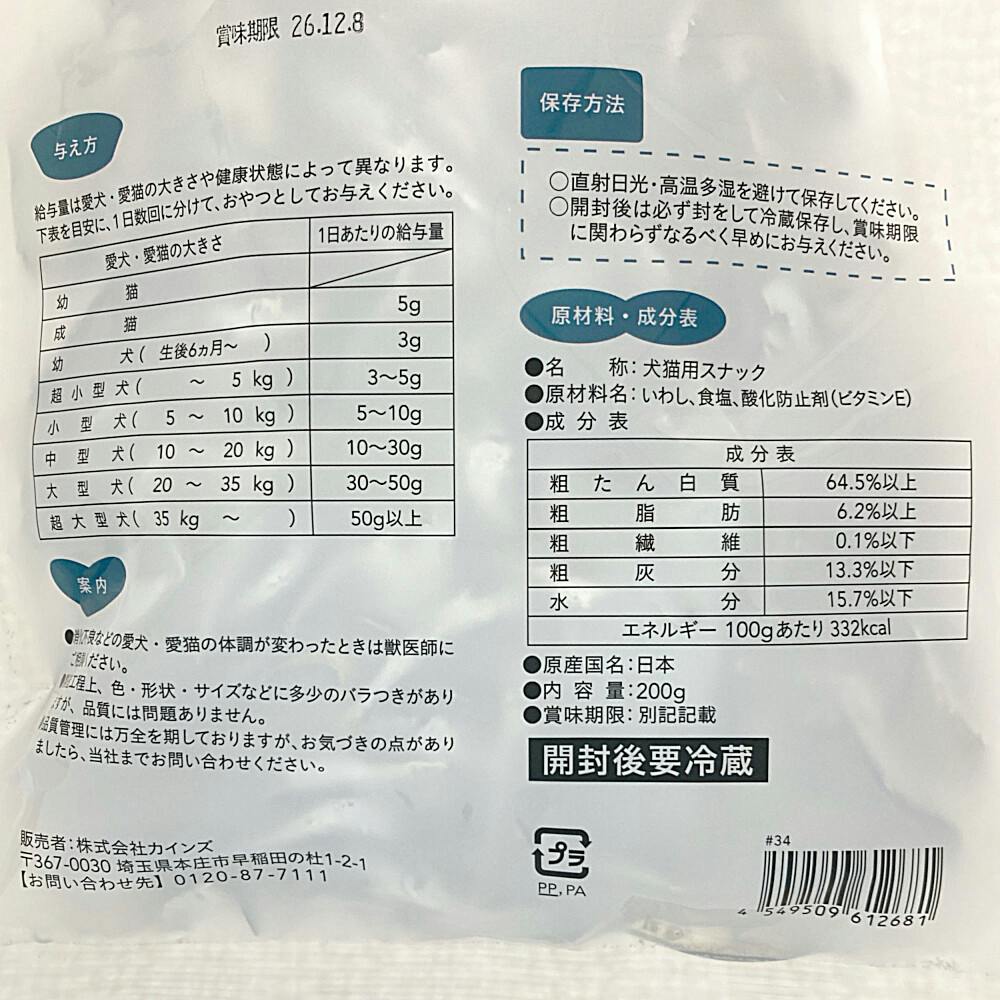 賞味期限 26.12.8
与え方
給与量は愛犬・愛猫の大きさや健康状態によって異なります。
下表を目安に、1日数回に分けて、おやつとしてお与えください。
愛犬・愛猫の大きさ 1日あたりの給与量
幼猫
成猫 5g
幼犬( 生後6ヵ月〜 ) 3g
超小型犬( 〜 5 kg ) 3〜5g
小型犬( 5 〜 10 kg ) 5〜10g
中型犬( 10 〜 20 kg ) 10〜30g
大型犬( 20 〜 35 kg ) 30〜50g
超大型犬( 35 kg 〜 ) 50g以上
案内
●消化不良などの愛犬・愛猫の体調が変わったときは獣医師に
ご相談ください。
工程上、色・形状・サイズなどに多少のバラつきがあり
ますが、品質には問題ありません。
品質管理には万全を期しておりますが、お気づきの点があり
ましたら、当社までお問い合わせください。
販売者:株式会社カインズ
〒367-0030 埼玉県本庄市早稲田の杜1-2-1
【お問い合わせ先】 0120-87-7111
保存方法
○直射日光・高温多湿を避けて保存してください。
○開封後は必ず封をして冷蔵保存し、賞味期限
に関わらずなるべく早めにお与えください。
原材料・成分表
●名称:犬猫用スナック
●原材料名:いわし、食塩、酸化防止剤(ビタミンE)
●成分表
成分表
粗たん白質 64.5%以上
粗脂肪 6.2%以上
粗繊維 0.1%以下
粗灰分 13.3%以下
水分 15.7%以下
エネルギー 100gあたり 332kcal
●原産国名:日本
●内容量:200g
●賞味期限:別記記載
開封後要冷蔵
プラ
PP, PA
#34
4 549509 612681